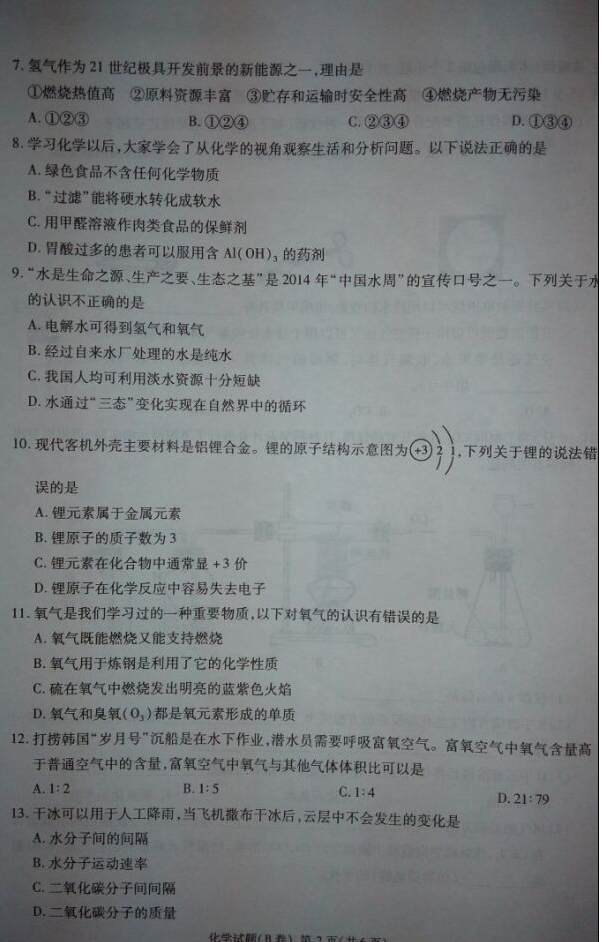 7. 氢气作为 21 世纪极具开发前景的新能源之一,理由是
①燃烧热值高 ②原料资源丰富 ③贮存和运输时安全性高 ④燃烧产物无污染
A. ①②③ B. ①②④ C. ②③④ D. ①③④
8. 学习化学以后,大家学会了从化学的视角观察生活和分析问题。以下说法正确的是
A. 绿色食品不含任何化学物质
B. “过滤”能将硬水转化成软水
C. 用甲醛溶液作肉类食品的保鲜剂
D. 胃酸过多的患者可以服用含 Al(OH)₃ 的药剂
9. “水是生命之源、生产之要、生态之基”是 2014 年“中国水周”的宣传口号之一。下列关于水
的认识不正确的是
A. 电解水可得到氢气和氧气
B. 经过自来水厂处理的水是纯水
C. 我国人均可利用淡水资源十分短缺
D. 水通过“三态”变化实现在自然界中的循环
10. 现代客机外壳主要材料是铝锂合金。锂的原子结构示意图为 +3 2 1 ,下列关于锂的说法错
误的是
A. 锂元素属于金属元素
B. 锂原子的质子数为 3
C. 锂元素在化合物中通常显 +3 价
D. 锂原子在化学反应中容易失去电子
11. 氧气是我们学习过的一种重要物质,以下对氧气的认识有错误的是
A. 氧气既能燃烧又能支持燃烧
B. 氧气用于炼钢是利用了它的化学性质
C. 硫在氧气中燃烧发出明亮的蓝紫色火焰
D. 氧气和臭氧(O₃)都是氧元素形成的单质
12. 打捞韩国“岁月号”沉船是在水下作业,潜水员需要呼吸富氧空气。富氧空气中氧气含量高
于普通空气中的含量,富氧空气中氧气与其他气体体积比可以是
A. 1∶2 B. 1∶5 C. 1∶4 D. 21∶79
13. 干冰可以用于人工降雨,当飞机撒布干冰后,云层中不会发生的变化是
A. 水分子间的间隔
B. 水分子运动速率
C. 二氧化碳分子间间隔
D. 二氧化碳分子的质量
化学试题(B卷) 第 2 页(共 6 页)